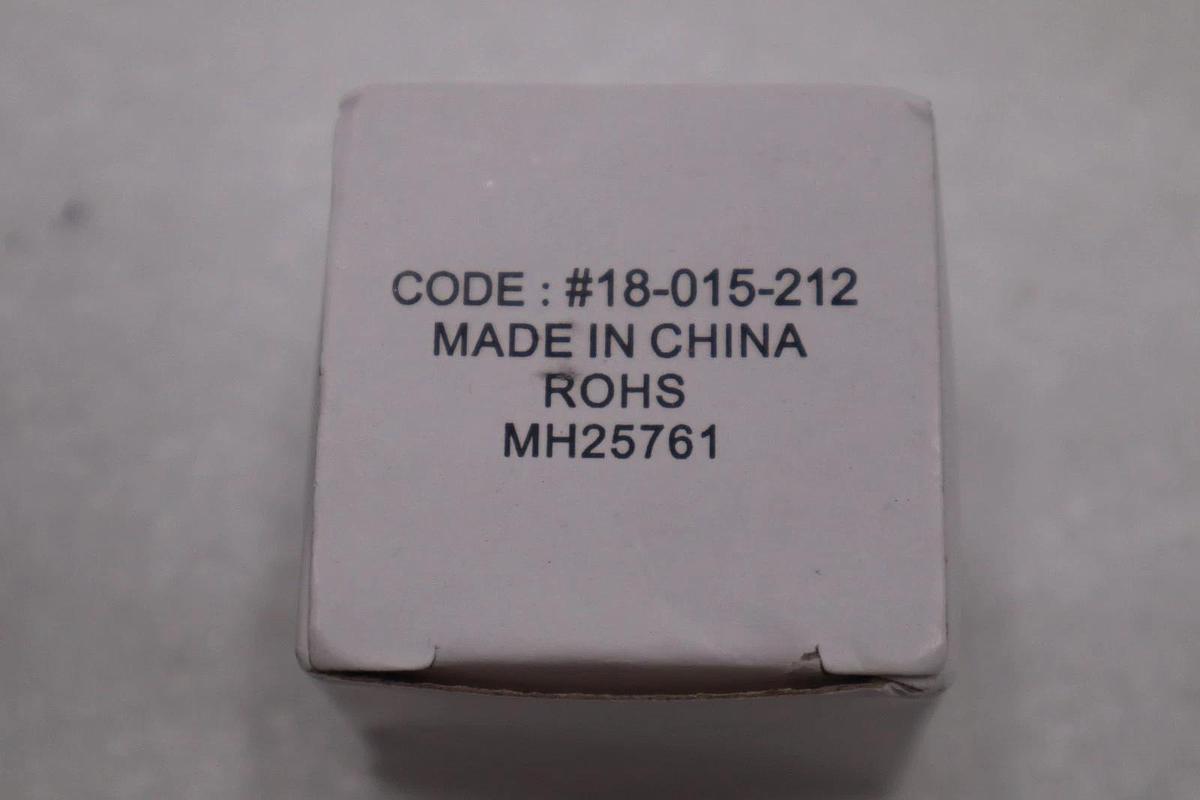 CODE : #18-015-212
MADE IN CHINA
ROHS
MH25761